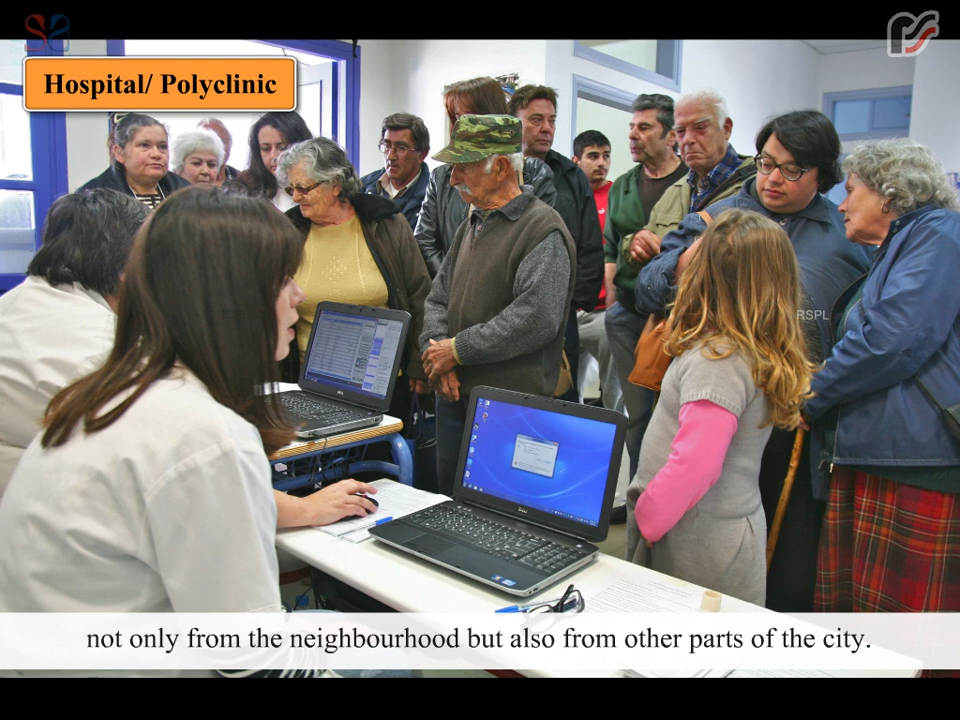 Hospital/ Polyclinic
RSPL
not only from the neighbourhood but also from other parts of the city.